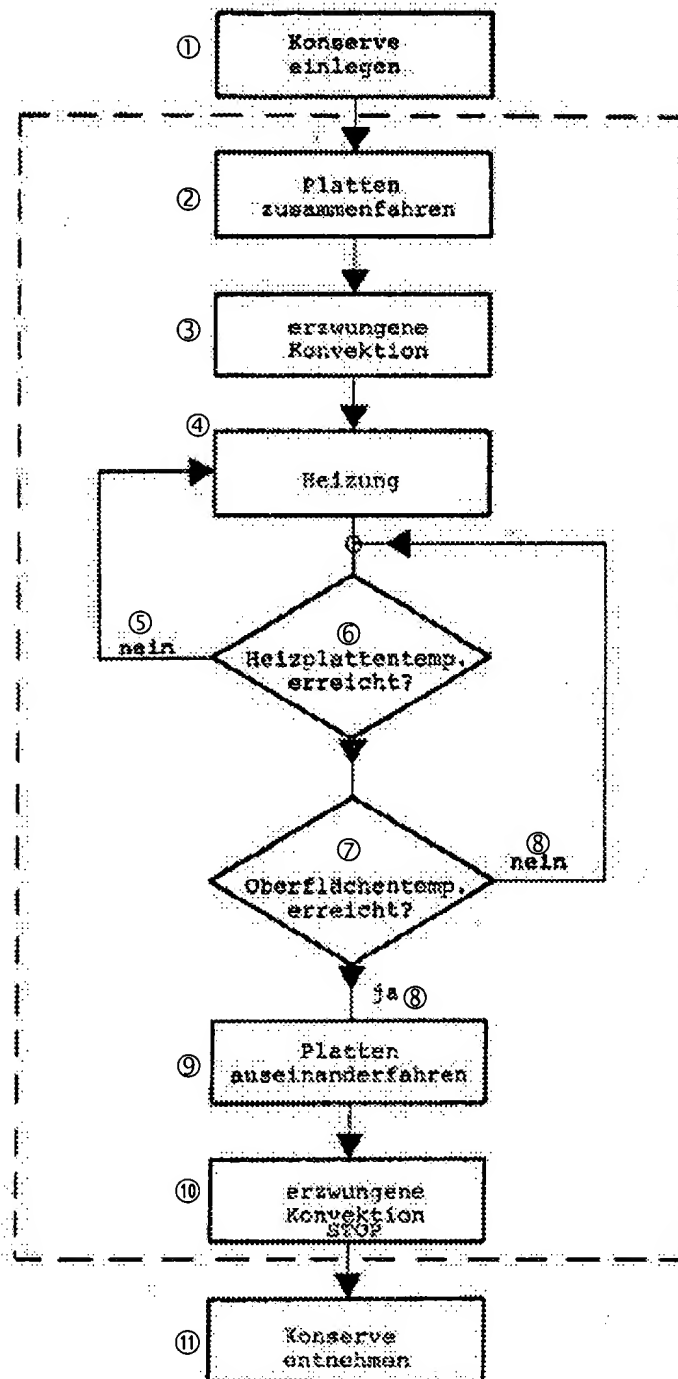 ① Konserve
einlegen
② Platten
zusammenfahren
③ erzwungene
Konvektion
④
Heizung
⑤
nein
⑥
Heizplattentemp.
erreicht?
⑦
Oberflächentemp.
erreicht?
⑧
nein
ja ⑧
⑨ Platten
auseinanderfahren
⑩ erzwungene
Konvektion
STOP
⑪ Konserve
entnehmen